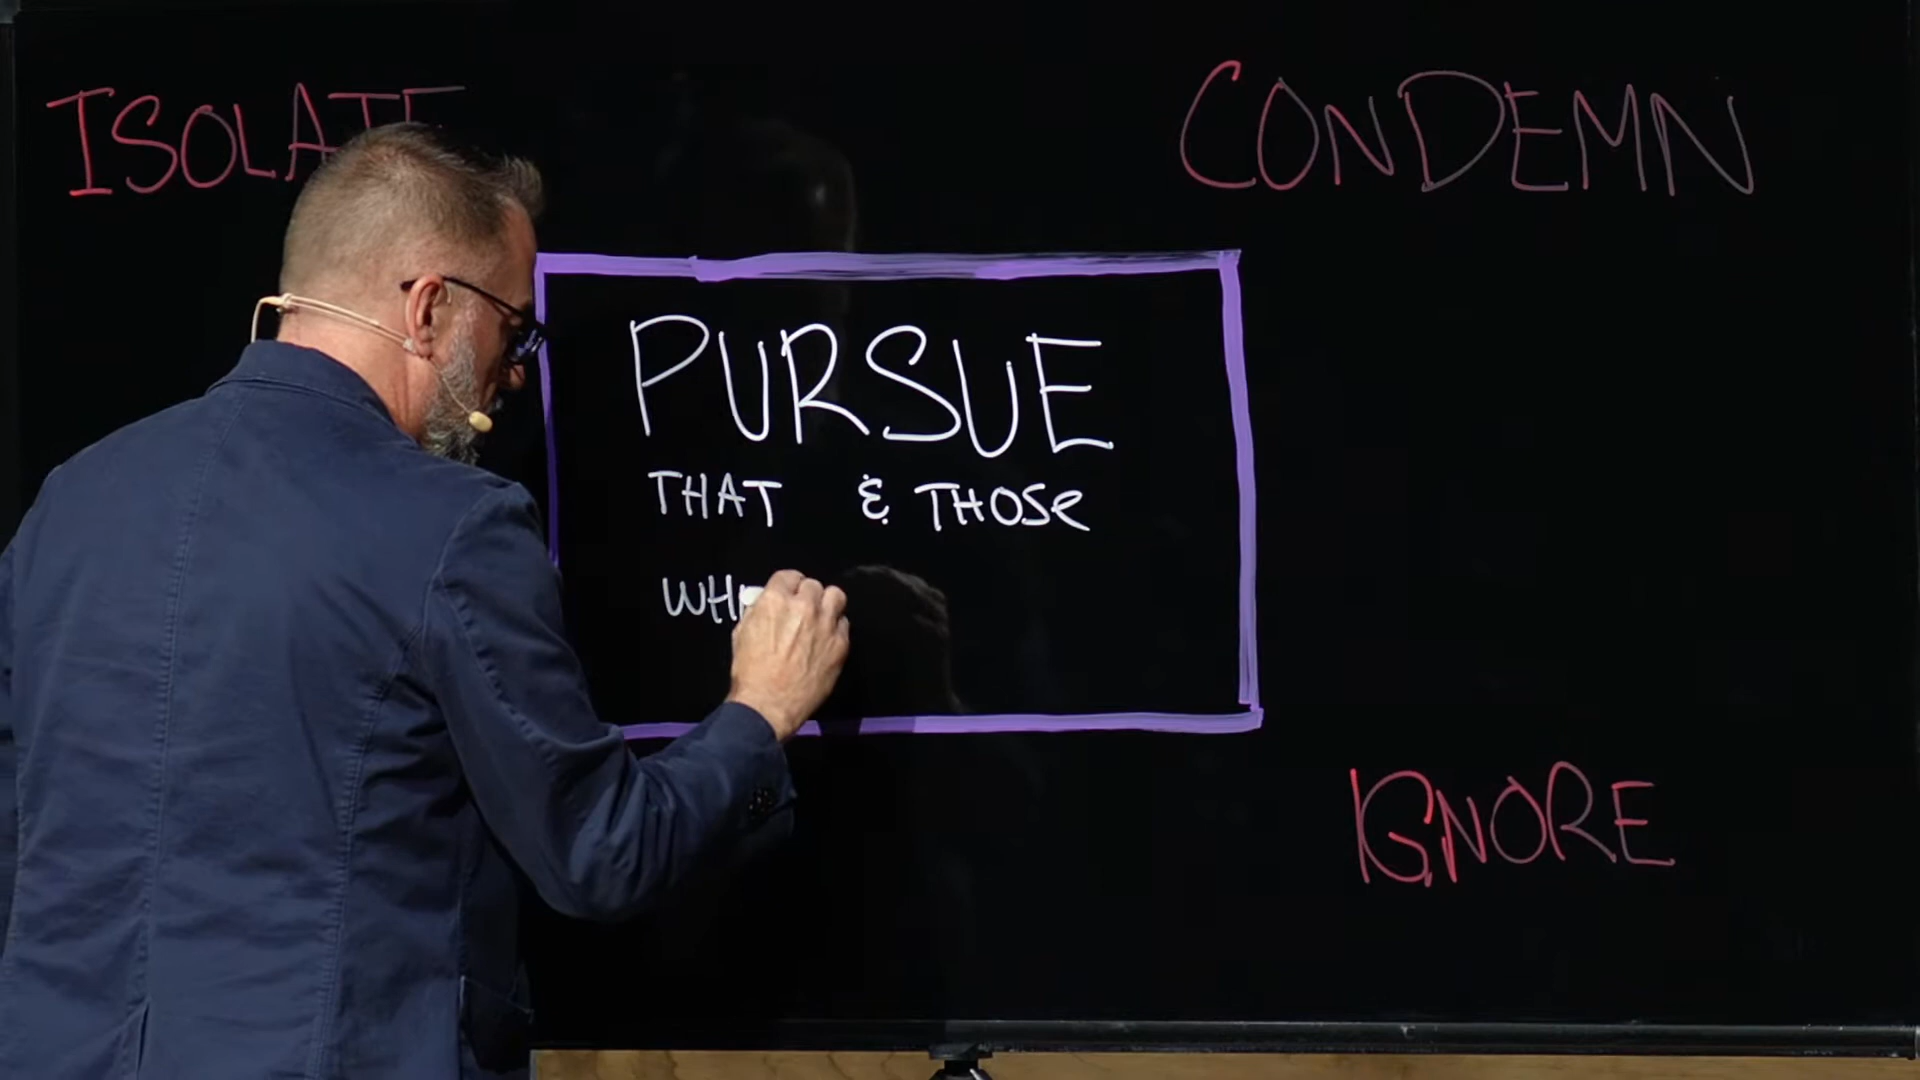 ISOLATE
CONDEMN
PURSUE
THAT & THOSe
IGNORE